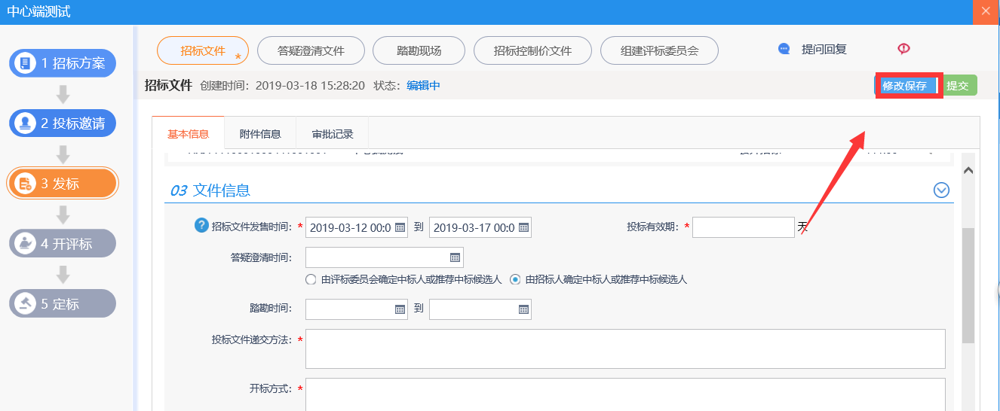 中心端测试
1 招标方案
2 投标邀请
3 发标
4 开评标
5 定标
招标文件 *
答疑澄清文件
踏勘现场
招标控制价文件
组建评标委员会
提问回复
招标文件 创建时间：2019-03-18 15:28:20 状态：编辑中
修改保存
提交
基本信息
附件信息
审批记录
03 文件信息
招标文件发售时间：* 2019-03-12 00:0 到 2019-03-17 00:0
投标有效期：* 天
答疑澄清时间：
由评标委员会确定中标人或推荐中标候选人 由招标人确定中标人或推荐中标候选人
踏勘时间： 到
投标文件递交方法：*
开标方式：*